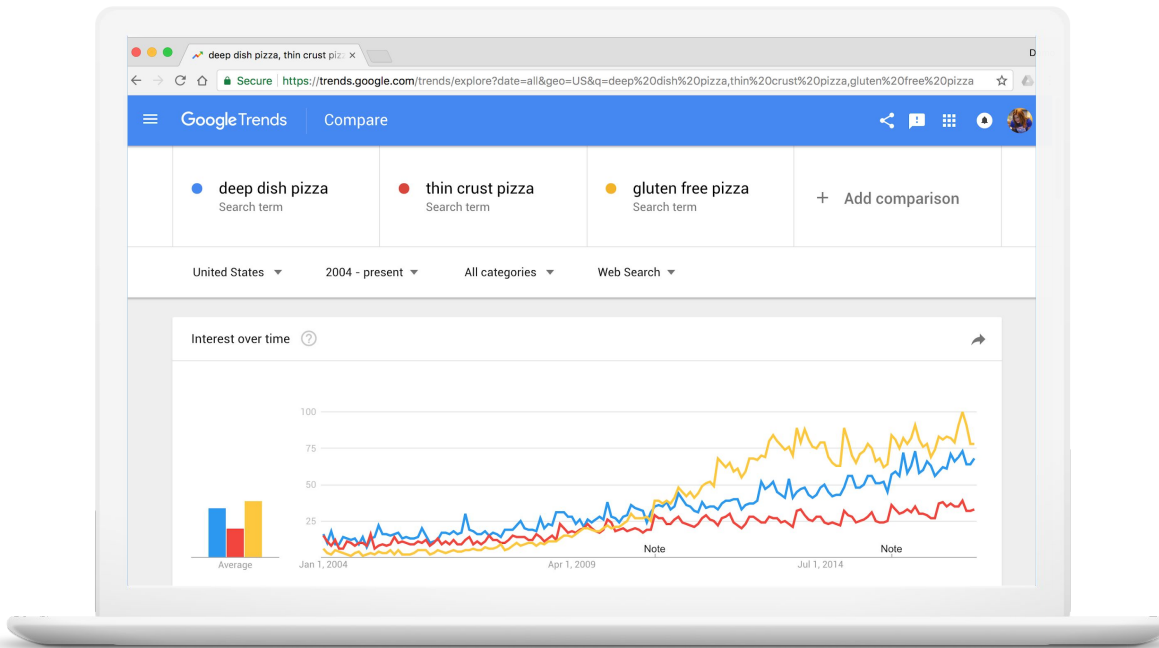 deep dish pizza, thin crust piz
D
Secure https://trends.google.com/trends/explore?date=all&geo=US&q=deep%20dish%20pizza,thin%20crust%20pizza,gluten%20free%20pizza
Google Trends Compare
deep dish pizza
Search term
thin crust pizza
Search term
gluten free pizza
Search term
+ Add comparison
United States 2004 - present All categories Web Search
Interest over time ?
100
75
50
25
Note Note
Average Jan 1, 2004 Apr 1, 2009 Jul 1, 2014